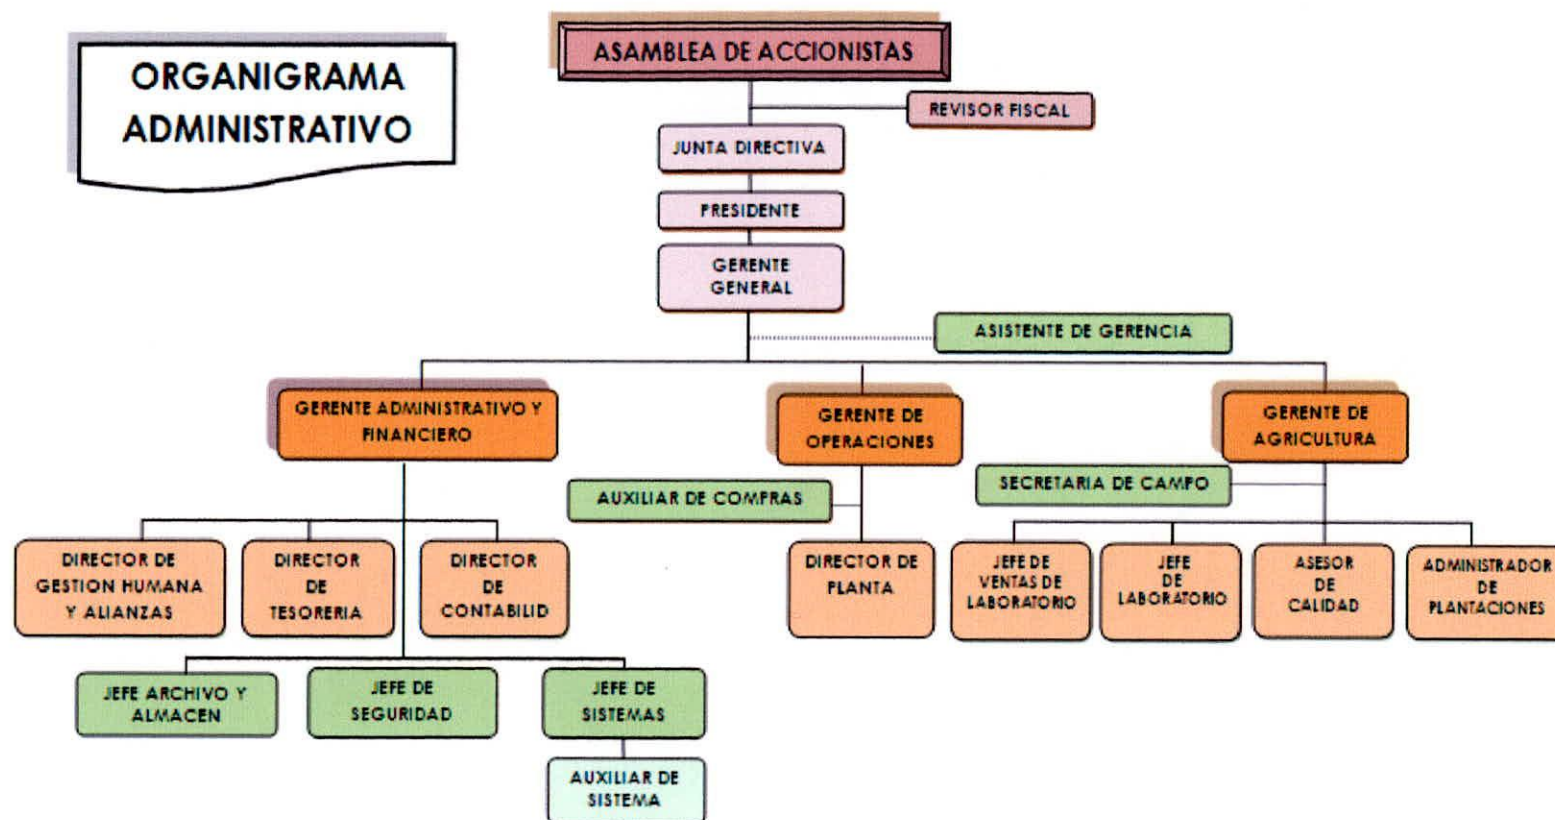 ORGANIGRAMA
ADMINISTRATIVO
ASAMBLEA DE ACCIONISTAS
REVISOR FISCAL
JUNTA DIRECTIVA
PRESIDENTE
GERENTE
GENERAL
ASISTENTE DE GERENCIA
GERENTE ADMINISTRATIVO Y
FINANCIERO
GERENTE DE
OPERACIONES
GERENTE DE
AGRICULTURA
AUXILIAR DE COMPRAS
SECRETARIA DE CAMPO
DIRECTOR DE
GESTION HUMANA
Y ALIANZAS
DIRECTOR
DE
TESORERIA
DIRECTOR
DE
CONTABILID
DIRECTOR DE
PLANTA
JEFE DE
VENTAS DE
LABORATORIO
JEFE
DE
LABORATORIO
ASESOR
DE
CALIDAD
ADMINISTRADOR
DE
PLANTACIONES
JEFE ARCHIVO Y
ALMACEN
JEFE DE
SEGURIDAD
JEFE DE
SISTEMAS
AUXILIAR DE
SISTEMA